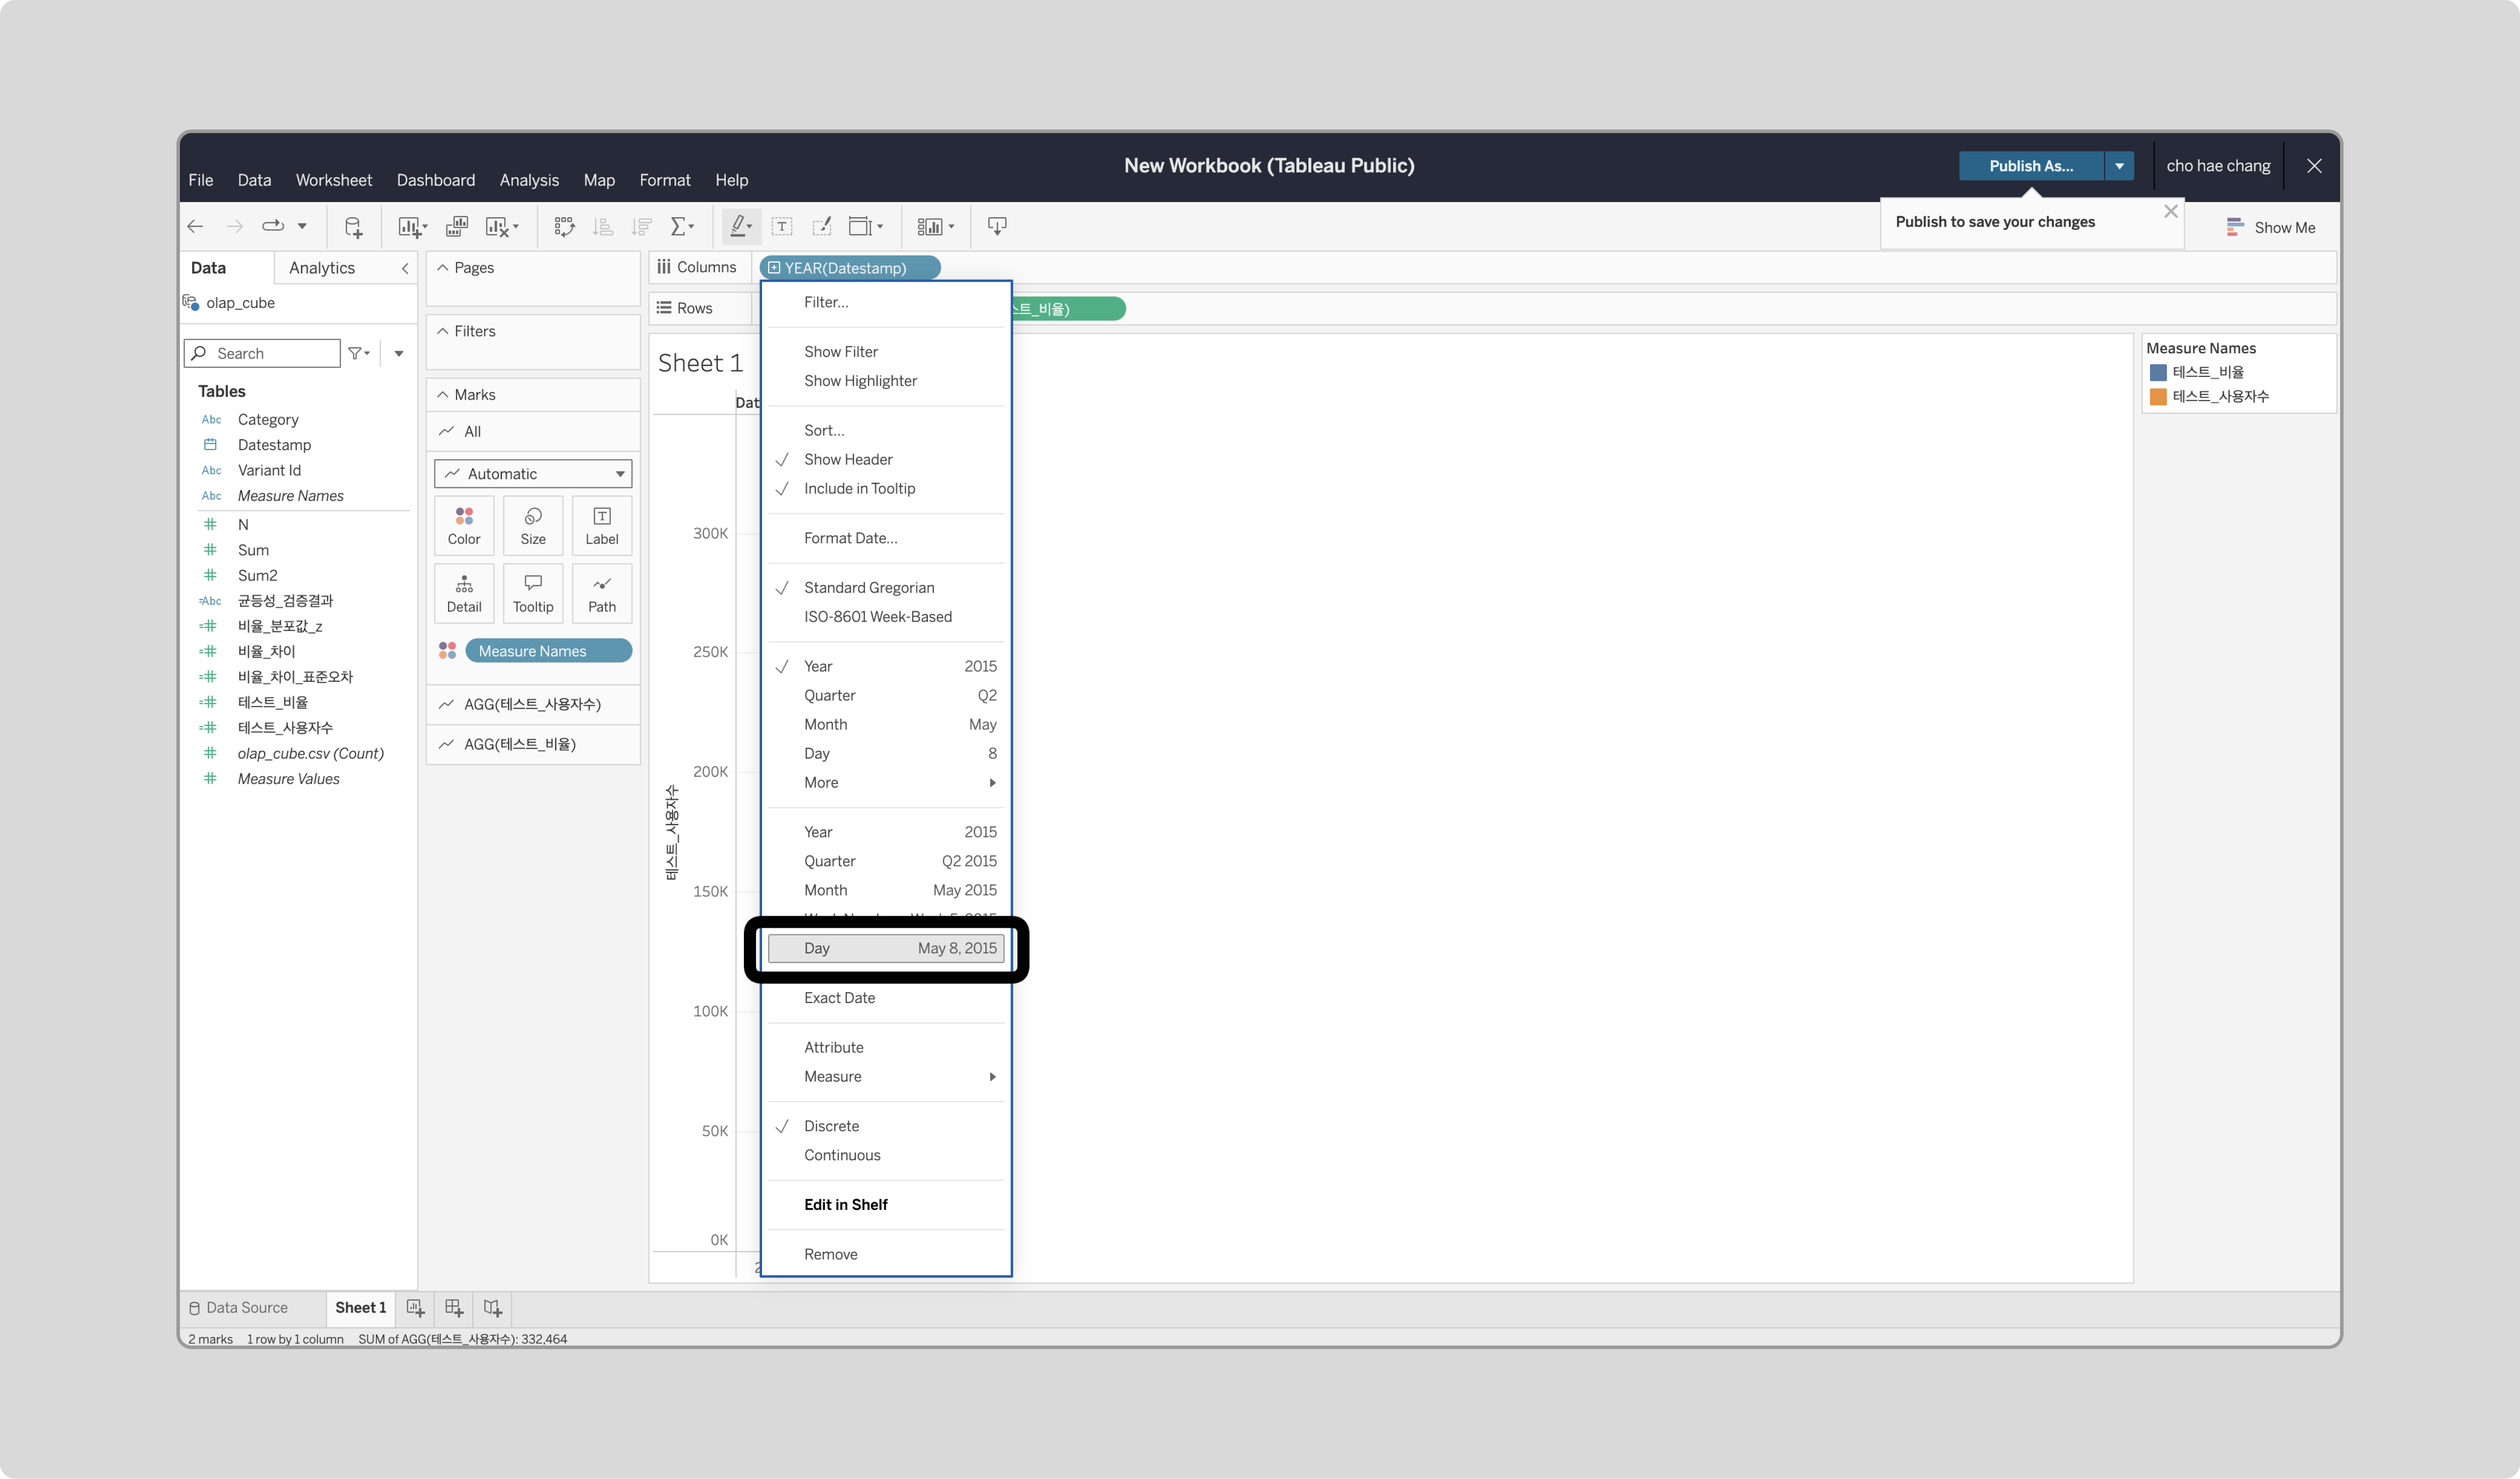 New Workbook (Tableau Public)
File Data Worksheet Dashboard Analysis Map Format Help
Publish As...
cho hae chang
Publish to save your changes
Show Me
Data
Analytics
olap_cube
Search
Tables
Abc Category
Datestamp
Abc Variant Id
Abc Measure Names
N
Sum
Sum2
=Abc 균등성_검증결과
비율_분포값_z
비율_차이
비율_차이_표준오차
테스트_비율
테스트_사용자수
olap_cube.csv (Count)
Measure Values
Pages
Filters
Marks
All
Automatic
Color
Size
Label
Detail
Tooltip
Path
Measure Names
AGG(테스트_사용자수)
AGG(테스트_비율)
Columns
YEAR(Datestamp)
Rows
스트_비율)
Sheet 1
Dat
테스트_사용자수
300K
250K
200K
150K
100K
50K
0K
Filter...
Show Filter
Show Highlighter
Sort...
Show Header
Include in Tooltip
Format Date...
Standard Gregorian
ISO-8601 Week-Based
Year 2015
Quarter Q2
Month May
Day 8
More
Year 2015
Quarter Q2 2015
Month May 2015
Day May 8, 2015
Exact Date
Attribute
Measure
Discrete
Continuous
Edit in Shelf
Remove
Measure Names
테스트_비율
테스트_사용자수
Data Source
Sheet 1
2 marks 1 row by 1 column SUM of AGG(테스트_사용자수): 332,464